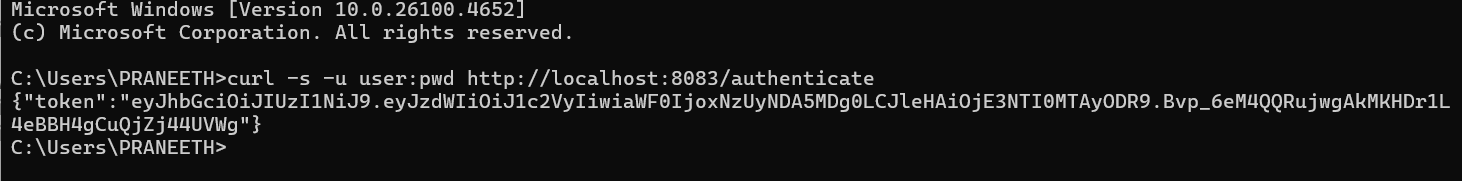 Microsoft Windows [Version 10.0.26100.4652]
(c) Microsoft Corporation. All rights reserved.
C:\Users\PRANEETH>curl -s -u user:pwd http://localhost:8083/authenticate
{"token":"eyJhbGciOiJIUzI1NiJ9.eyJzdWIiOiJ1c2VyIiwiaWF0IjoxNzUyNDA5MDg0LCJleHAiOjE3NTI0MTAyODR9.Bvp_6eM4QQRujwgAkMKHDr1L
4eBBH4gCuQjZj44UVWg"}
C:\Users\PRANEETH>